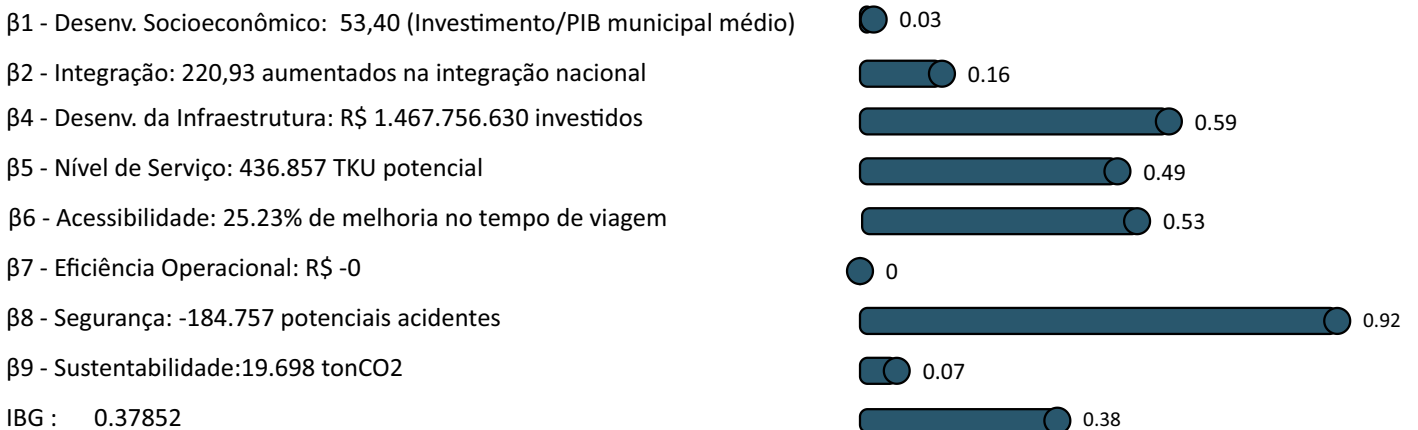 β1 - Desenv. Socioeconômico: 53,40 (Investimento/PIB municipal médio) 0.03
β2 - Integração: 220,93 aumentados na integração nacional 0.16
β4 - Desenv. da Infraestrutura: R$ 1.467.756.630 investidos 0.59
β5 - Nível de Serviço: 436.857 TKU potencial 0.49
β6 - Acessibilidade: 25.23% de melhoria no tempo de viagem 0.53
β7 - Eficiência Operacional: R$ -0 0
β8 - Segurança: -184.757 potenciais acidentes 0.92
β9 - Sustentabilidade:19.698 tonCO2 0.07
IBG : 0.37852 0.38